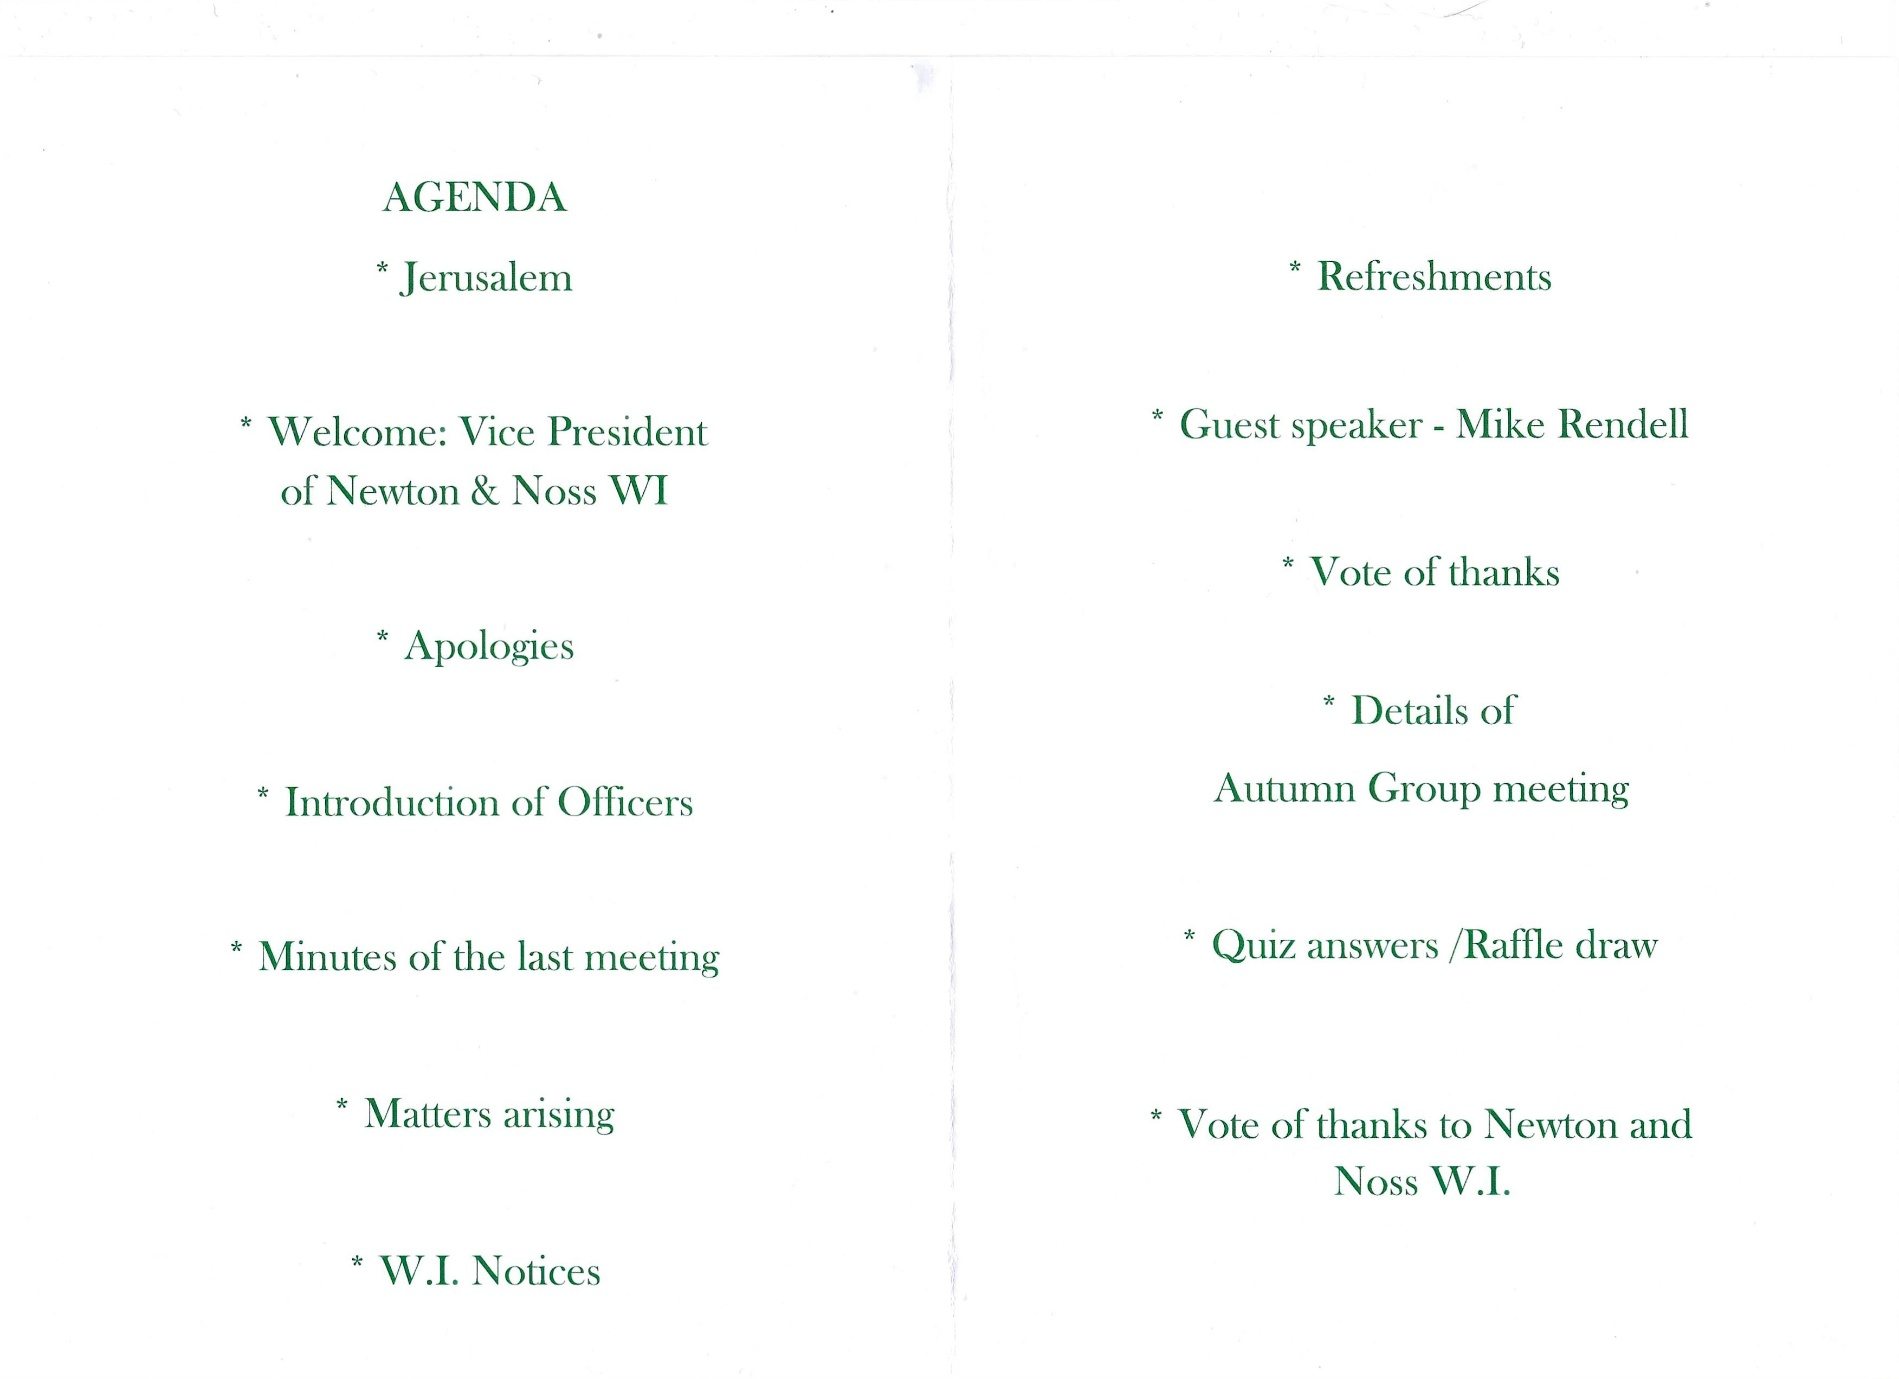 AGENDA
* Jerusalem
* Welcome: Vice President
of Newton & Noss WI
* Apologies
* Introduction of Officers
* Minutes of the last meeting
* Matters arising
* W.I. Notices
* Refreshments
* Guest speaker - Mike Rendell
* Vote of thanks
* Details of
Autumn Group meeting
* Quiz answers /Raffle draw
* Vote of thanks to Newton and
Noss W.I.